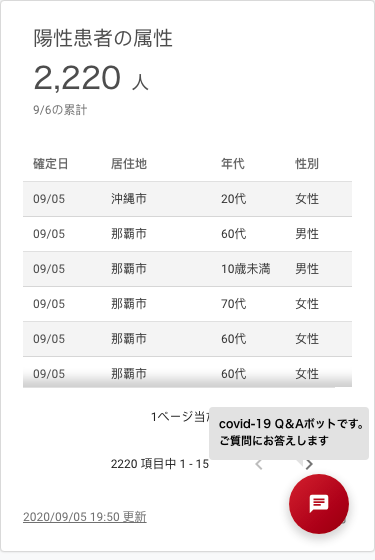 陽性患者の属性
2,220 人
9/6の累計
確定日 居住地 年代 性別
09/05 沖縄市 20代 女性
09/05 那覇市 60代 男性
09/05 那覇市 10歳未満 男性
09/05 那覇市 70代 女性
09/05 那覇市 60代 女性
09/05 那覇市 60代 女性
1ページ当
covid-19 Q&Aボットです。
ご質問にお答えします
2220 項目中 1 - 15
2020/09/05 19:50 更新